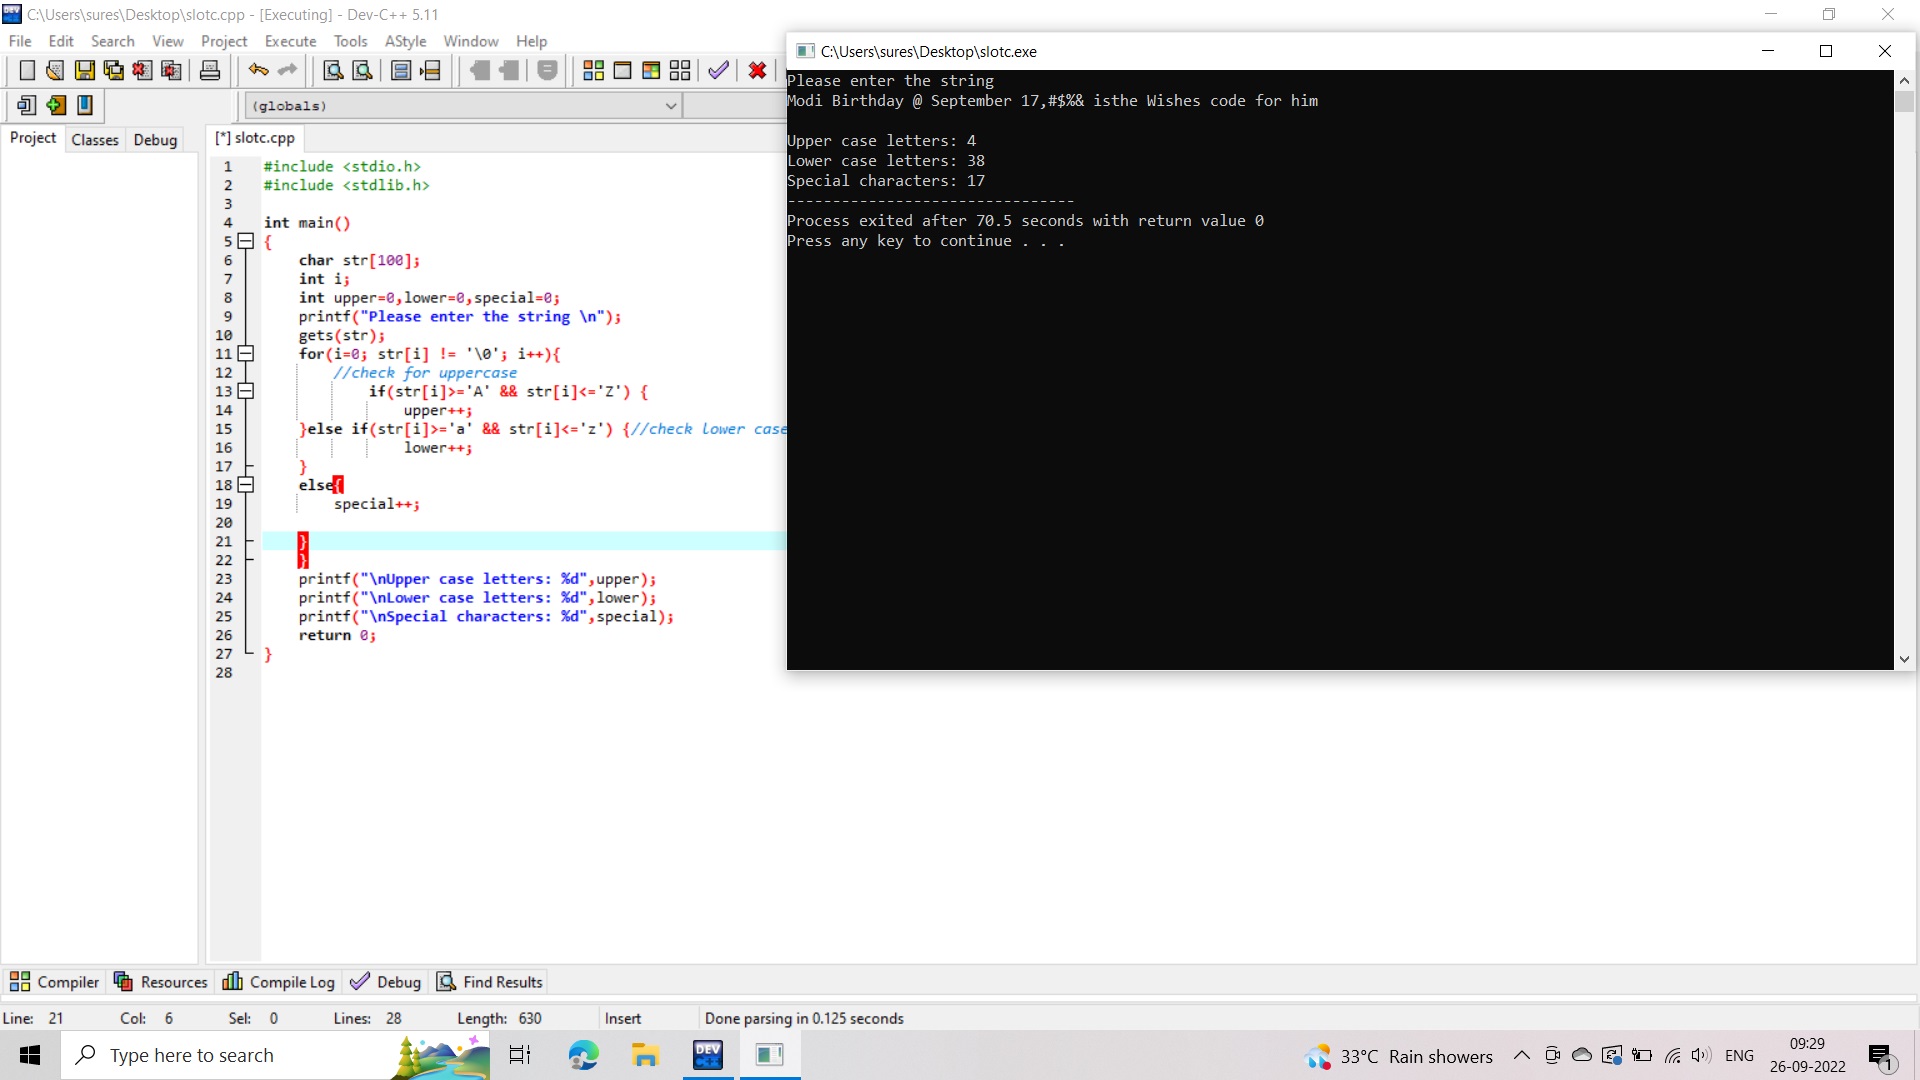 C:\Users\sures\Desktop\slotc.cpp - [Executing] - Dev-C++ 5.11
File Edit Search View Project Execute Tools AStyle Window Help
(globals)
Project Classes Debug
[*] slotc.cpp
1 #include <stdio.h>
2 #include <stdlib.h>
3
4 int main()
5 {
6 char str[100];
7 int i;
8 int upper=0,lower=0,special=0;
9 printf("Please enter the string \n");
10 gets(str);
11 for(i=0; str[i] != '\0'; i++){
12 //check for uppercase
13 if(str[i]>='A' && str[i]<='Z') {
14 upper++;
15 }else if(str[i]>='a' && str[i]<='z') {//check lower case
16 lower++;
17 }
18 else{
19 special++;
20
21 }
22 }
23 printf("\nUpper case letters: %d",upper);
24 printf("\nLower case letters: %d",lower);
25 printf("\nSpecial characters: %d",special);
26 return 0;
27 }
28
C:\Users\sures\Desktop\slotc.exe
Please enter the string
Modi Birthday @ September 17,#$%& isthe Wishes code for him
Upper case letters: 4
Lower case letters: 38
Special characters: 17
--------------------------------
Process exited after 70.5 seconds with return value 0
Press any key to continue . . .
Compiler Resources Compile Log Debug Find Results
Line: 21 Col: 6 Sel: 0 Lines: 28 Length: 630 Insert Done parsing in 0.125 seconds
Type here to search
DEV
33°C Rain showers
ENG
09:29
26-09-2022
1